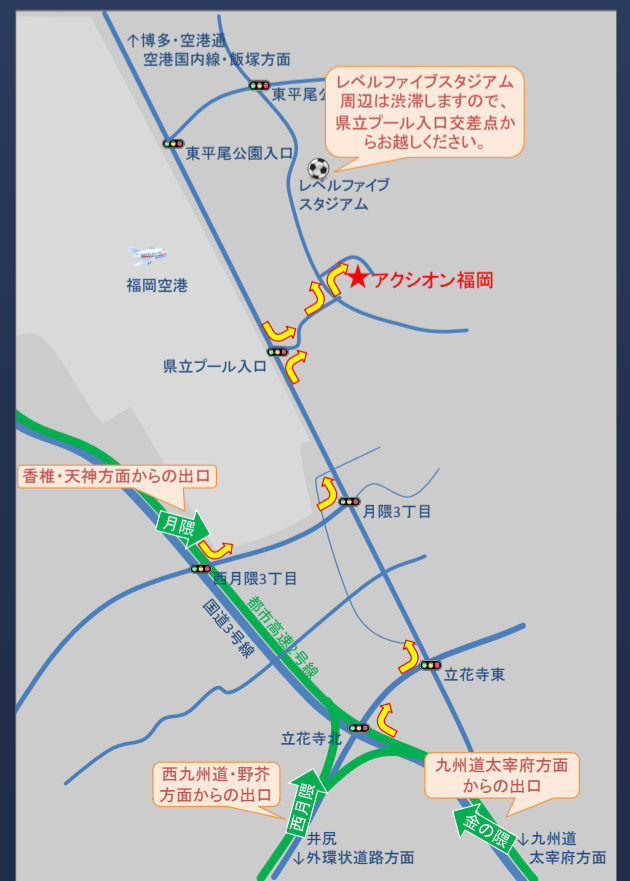 ↑博多・空港通
空港国内線・飯塚方面
東平尾公
レベルファイブスタジアム
周辺は渋滞しますので、
県立プール入口交差点か
らお越しください。
東平尾公園入口
レベルファイブ
スタジアム
福岡空港
アクシオン福岡
県立プール入口
香椎・天神方面からの出口
月隈
月隈3丁目
西月隈3丁目
国道3号線
都市高速2号線
立花寺東
立花寺北
西九州道・野芥
方面からの出口
九州道太宰府方面
からの出口
西月隈
金の隈
井尻
↓外環状道路方面
↓九州道
太宰府方面